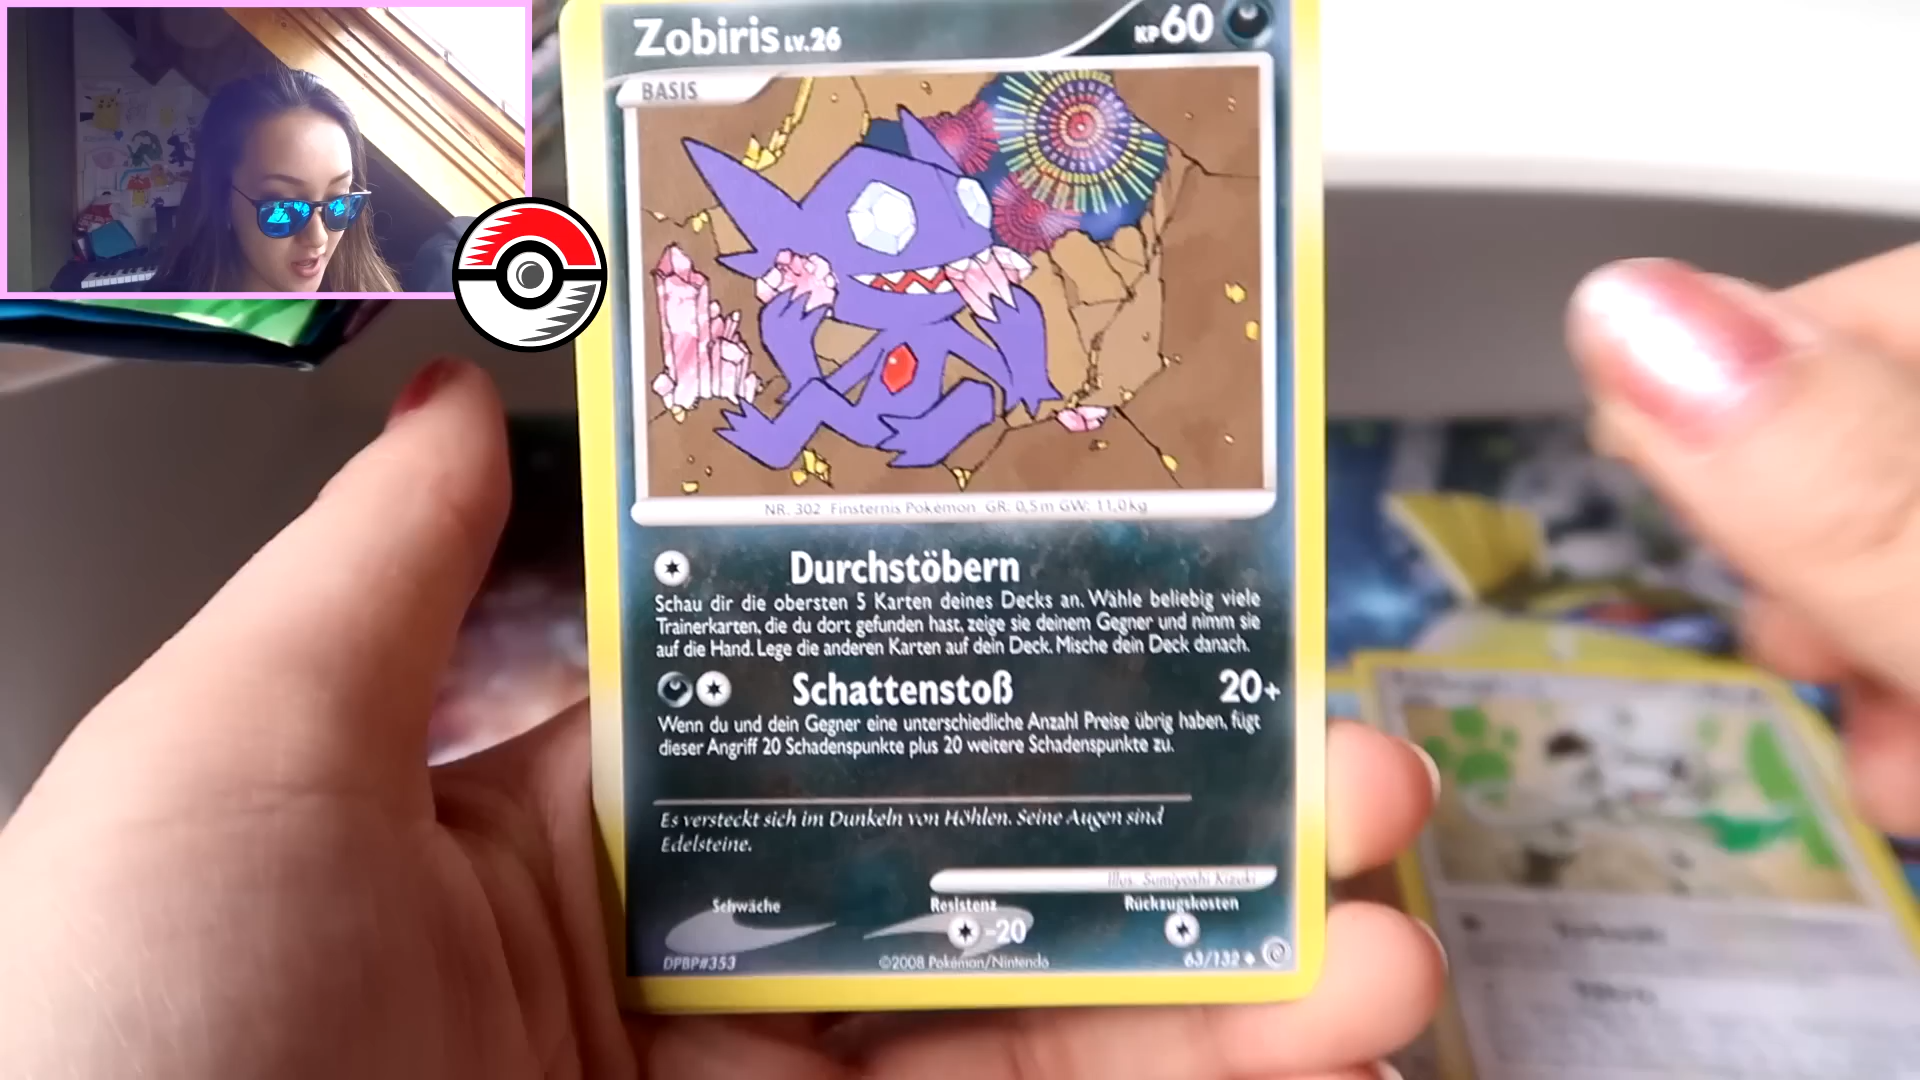 Zobiris LV.26 KP60
BASIS
NR. 302 Finsternis Pokémon GR: 0,5m GW: 11,0kg
Durchstöbern
Schau dir die obersten 5 Karten deines Decks an. Wähle beliebig viele
Trainerkarten, die du dort gefunden hast, zeige sie deinem Gegner und nimm sie
auf die Hand. Lege die anderen Karten auf dein Deck. Mische dein Deck danach.
Schattenstoß 20+
Wenn du und dein Gegner eine unterschiedliche Anzahl Preise übrig haben, fügt
dieser Angriff 20 Schadenspunkte plus 20 weitere Schadenspunkte zu.
Es versteckt sich im Dunkeln von Höhlen. Seine Augen sind
Edelsteine.
Illus. Sumiyoshi Kizuki
Schwäche Resistenz Rückzugskosten
-20
DPBP#353 ©2008 Pokémon/Nintendo 63/132